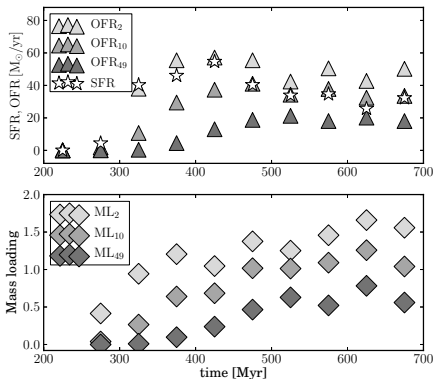 SFR, OFR [M⊙/yr]
80
60
40
20
0
OFR2
OFR10
OFR49
SFR
200 300 400 500 600 700
Mass loading
2.0
1.5
1.0
0.5
0.0
ML2
ML10
ML49
200 300 400 500 600 700
time [Myr]